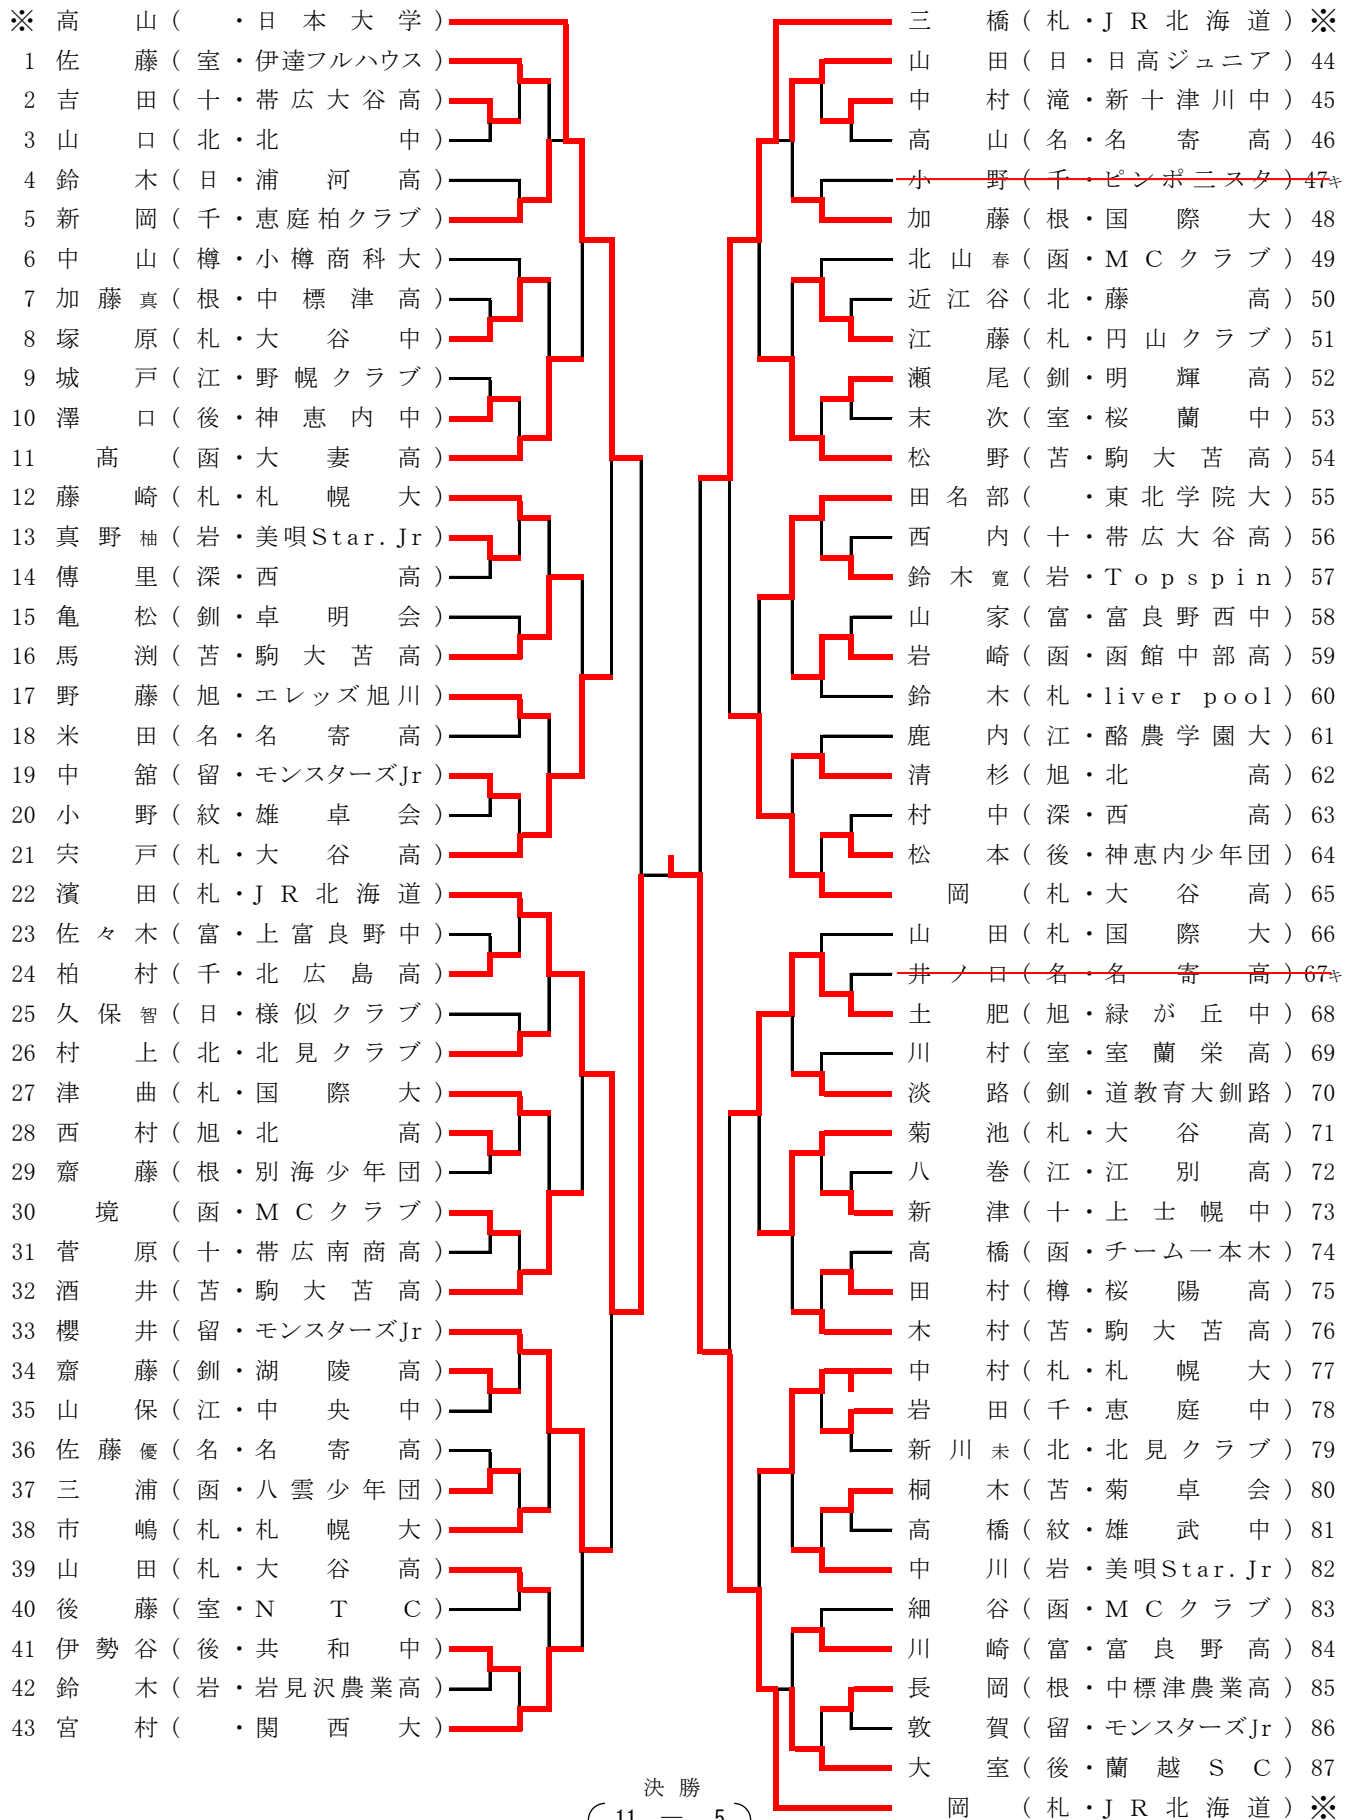 ※ 高山（　・日本大学）
1 佐藤（室・伊達フルハウス）
2 吉田（十・帯広大谷高）
3 山口（北・北中）
4 鈴木（日・浦河高）
5 新岡（千・恵庭柏クラブ）
6 中山（樽・小樽商科大）
7 加藤真（根・中標津高）
8 塚原（札・大谷中）
9 城戸（江・野幌クラブ）
10 澤口（後・神恵内中）
11 髙（函・大妻高）
12 藤崎（札・札幌大）
13 真野柚（岩・美唄Star.Jr）
14 傳里（深・西高）
15 亀松（釧・卓明会）
16 馬渕（苫・駒大苫高）
17 野藤（旭・エレッズ旭川）
18 米田（名・名寄高）
19 中舘（留・モンスターズJr）
20 小野（紋・雄卓会）
21 宍戸（札・大谷高）
22 濱田（札・JR北海道）
23 佐々木（富・上富良野中）
24 柏村（千・北広島高）
25 久保智（日・様似クラブ）
26 村上（北・北見クラブ）
27 津曲（札・国際大）
28 西村（旭・北高）
29 齋藤（根・別海少年団）
30 境（函・MCクラブ）
31 菅原（十・帯広南商高）
32 酒井（苫・駒大苫高）
33 櫻井（留・モンスターズJr）
34 齋藤（釧・湖陵高）
35 山保（江・中央中）
36 佐藤優（名・名寄高）
37 三浦（函・八雲少年団）
38 市嶋（札・札幌大）
39 山田（札・大谷高）
40 後藤（室・NTC）
41 伊勢谷（後・共和中）
42 鈴木（岩・岩見沢農業高）
43 宮村（　・関西大）
三橋（札・JR北海道）※
山田（日・日高ジュニア）44
中村（滝・新十津川中）45
高山（名・名寄高）46
小野（千・ピンポニスタ）47キ
加藤（根・国際大）48
北山春（函・MCクラブ）49
近江谷（北・藤高）50
江藤（札・円山クラブ）51
瀬尾（釧・明輝高）52
末次（室・桜蘭中）53
松野（苫・駒大苫高）54
田名部（　・東北学院大）55
西内（十・帯広大谷高）56
鈴木寛（岩・Topspin）57
山家（富・富良野西中）58
岩崎（函・函館中部高）59
鈴木（札・liver pool）60
鹿内（江・酪農学園大）61
清杉（旭・北高）62
村中（深・西高）63
松本（後・神恵内少年団）64
岡（札・大谷高）65
山田（札・国際大）66
井ノ口（名・名寄高）67キ
土肥（旭・緑が丘中）68
川村（室・室蘭栄高）69
淡路（釧・道教育大釧路）70
菊池（札・大谷高）71
八巻（江・江別高）72
新津（十・上士幌中）73
高橋（函・チーム一本木）74
田村（樽・桜陽高）75
木村（苫・駒大苫高）76
中村（札・札幌大）77
岩田（千・恵庭中）78
新川未（北・北見クラブ）79
桐木（苫・菊卓会）80
高橋（紋・雄武中）81
中川（岩・美唄Star.Jr）82
細谷（函・MCクラブ）83
川崎（富・富良野高）84
長岡（根・中標津農業高）85
敦賀（留・モンスターズJr）86
大室（後・蘭越SC）87
岡（札・JR北海道）※
決勝
11 ― 5